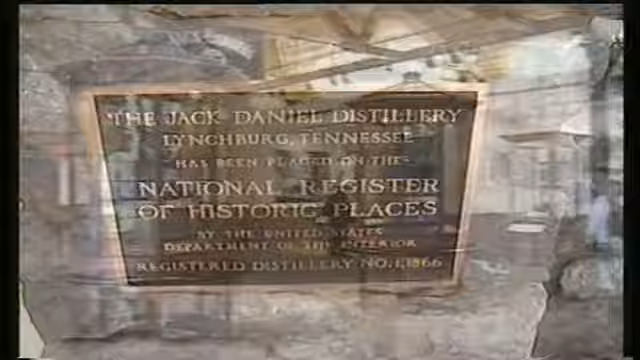 THE JACK DANIEL DISTILLERY
LYNCHBURG, TENNESSEE
HAS BEEN PLACED ON THE
NATIONAL REGISTER
OF HISTORIC PLACES
BY THE UNITED STATES
DEPARTMENT OF THE INTERIOR
REGISTERED DISTILLERY NO. 1, 1866